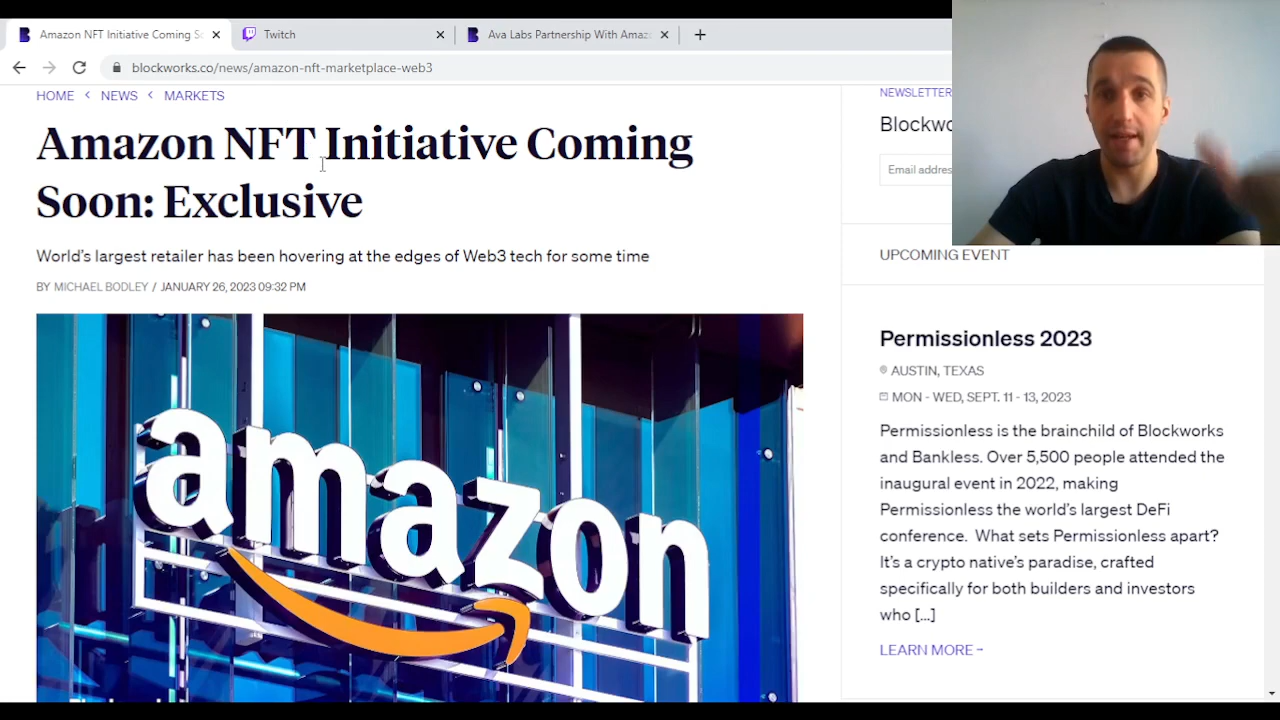 Amazon NFT Initiative Coming So
Twitch
Ava Labs Partnership With Amaz
blockworks.co/news/amazon-nft-marketplace-web3
HOME < NEWS < MARKETS
Amazon NFT Initiative Coming
Soon: Exclusive
World's largest retailer has been hovering at the edges of Web3 tech for some time
BY MICHAEL BODLEY / JANUARY 26, 2023 09:32 PM
amazon
NEWSLETTER
Blockwo
Email addres
UPCOMING EVENT
Permissionless 2023
AUSTIN, TEXAS
MON - WED, SEPT. 11 - 13, 2023
Permissionless is the brainchild of Blockworks
and Bankless. Over 5,500 people attended the
inaugural event in 2022, making
Permissionless the world's largest DeFi
conference. What sets Permissionless apart?
It's a crypto native's paradise, crafted
specifically for both builders and investors
who [...]
LEARN MORE